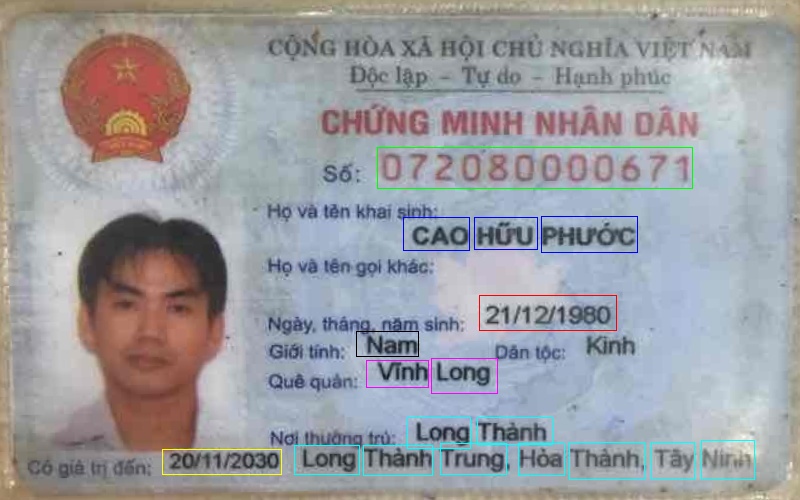 CỘNG HÒA XÃ HỘI CHỦ NGHĨA VIỆT NAM
Độc lập - Tự do - Hạnh phúc
CHỨNG MINH NHÂN DÂN
Số: 072080000671
Họ và tên khai sinh:
CAO HỮU PHƯỚC
Họ và tên gọi khác:
Ngày, tháng, năm sinh: 21/12/1980
Giới tính: Nam Dân tộc: Kinh
Quê quán: Vĩnh Long
Nơi thường trú: Long Thành
Long Thành Trung, Hòa Thành, Tây Ninh
Có giá trị đến: 20/11/2030